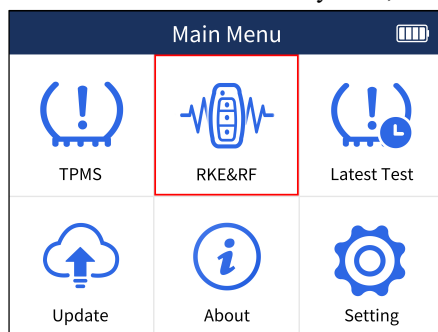 Main Menu
TPMS
RKE&RF
Latest Test
Update
About
Setting